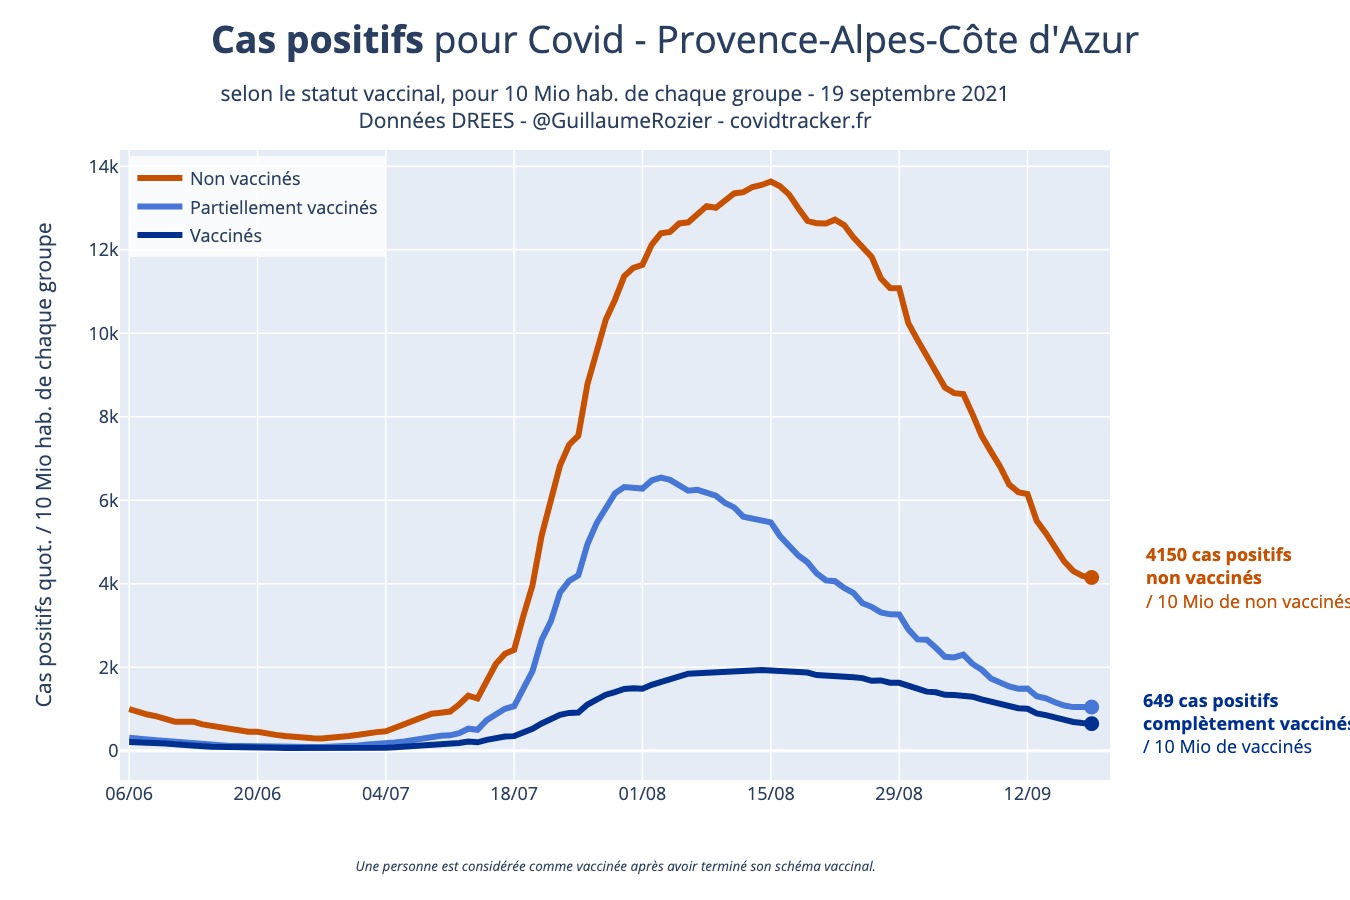 Cas positifs pour Covid - Provence-Alpes-Côte d'Azur
selon le statut vaccinal, pour 10 Mio hab. de chaque groupe - 19 septembre 2021
Données DREES - @GuillaumeRozier - covidtracker.fr
Cas positifs quot. / 10 Mio hab. de chaque groupe
14k
12k
10k
8k
6k
4k
2k
0
Non vaccinés
Partiellement vaccinés
Vaccinés
4150 cas positifs
non vaccinés
/ 10 Mio de non vaccinés
649 cas positifs
complètement vaccinés
/ 10 Mio de vaccinés
06/06
20/06
04/07
18/07
01/08
15/08
29/08
12/09
Une personne est considérée comme vaccinée après avoir terminé son schéma vaccinal.